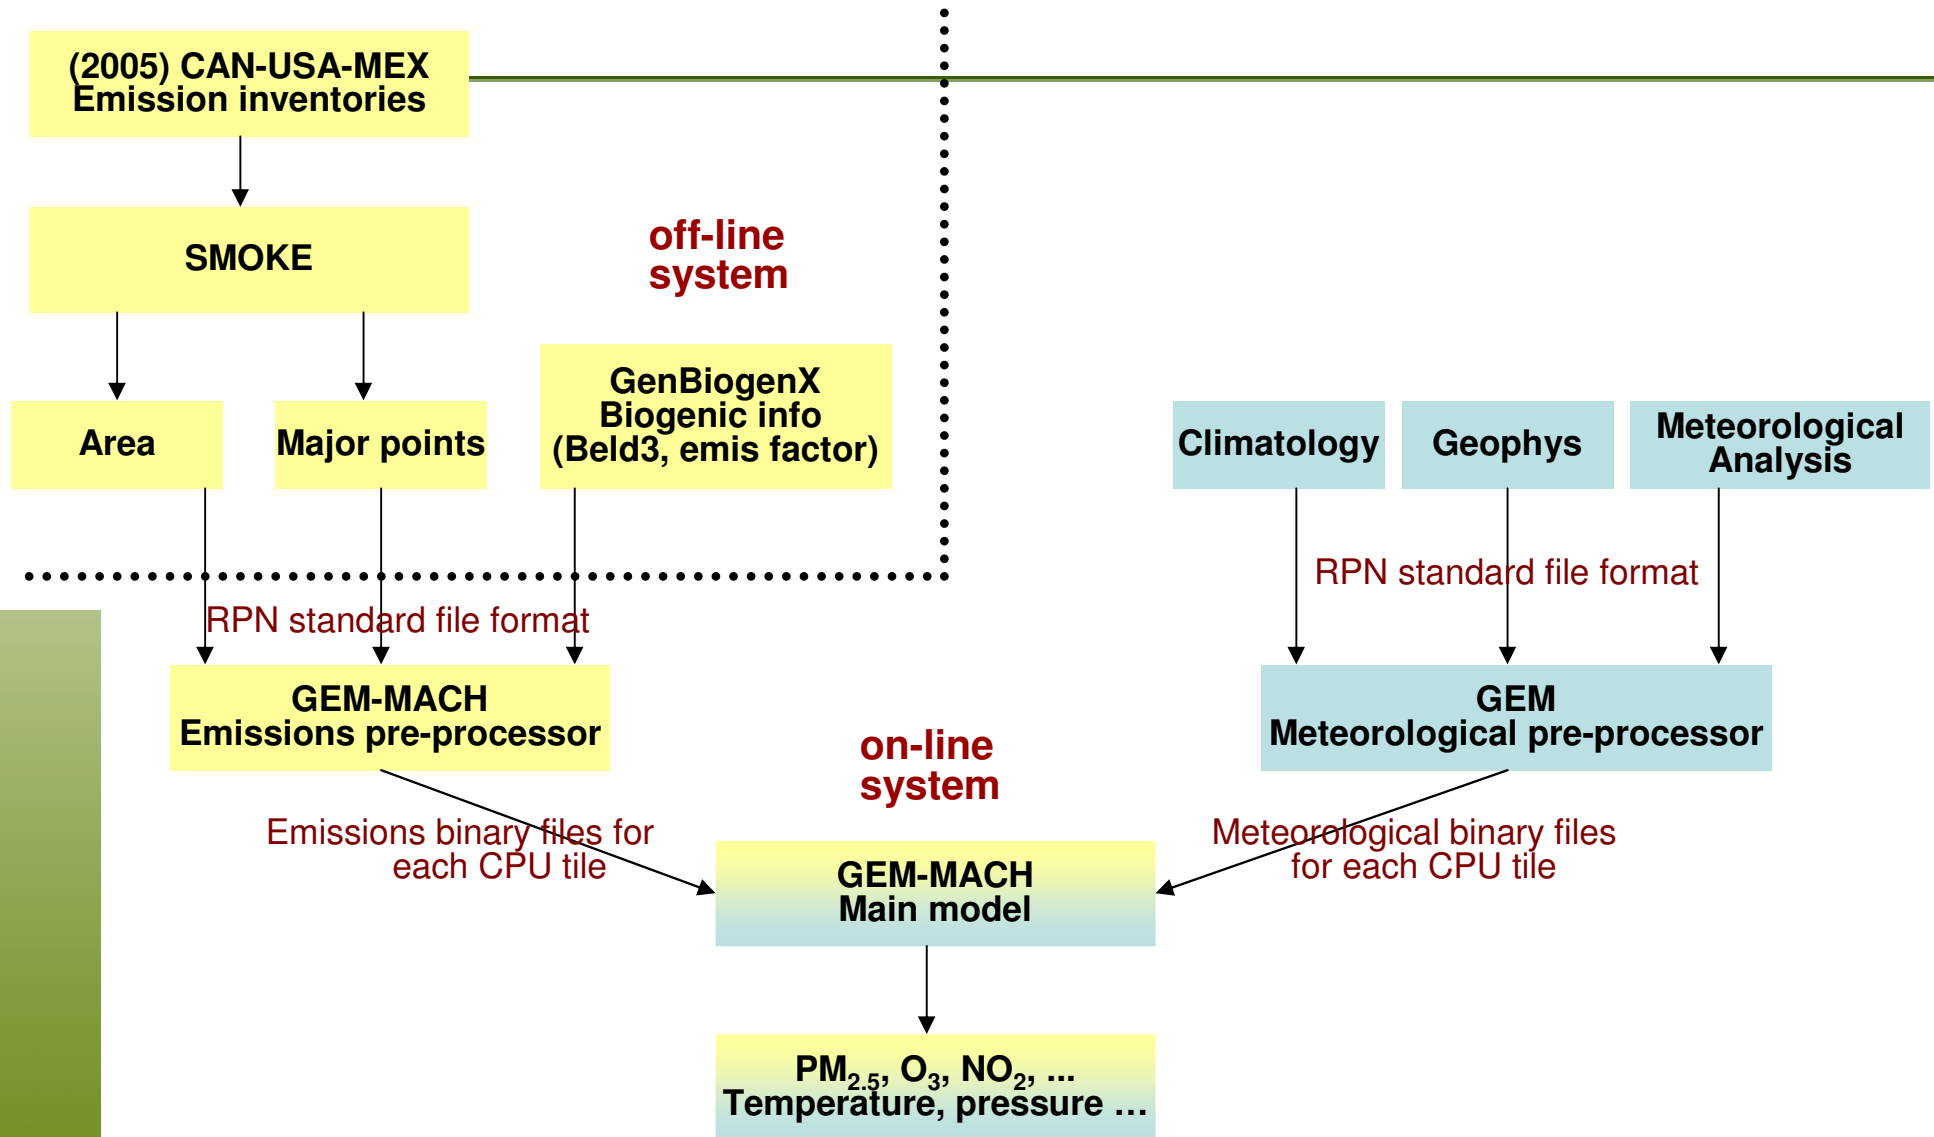 (2005) CAN-USA-MEX
Emission inventories
SMOKE
off-line
system
Area
Major points
GenBiogenX
Biogenic info
(Beld3, emis factor)
Climatology
Geophys
Meteorological
Analysis
RPN standard file format
RPN standard file format
GEM-MACH
Emissions pre-processor
GEM
Meteorological pre-processor
on-line
system
Emissions binary files for
each CPU tile
Meteorological binary files
for each CPU tile
GEM-MACH
Main model
PM2.5, O3, NO2, ...
Temperature, pressure …